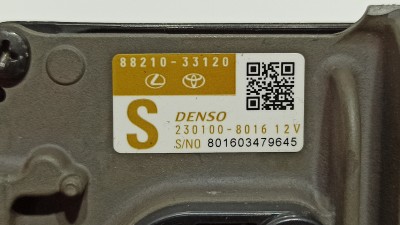 88210-33120
S
DENSO
230100-8016 12V
S/NO 801603479645